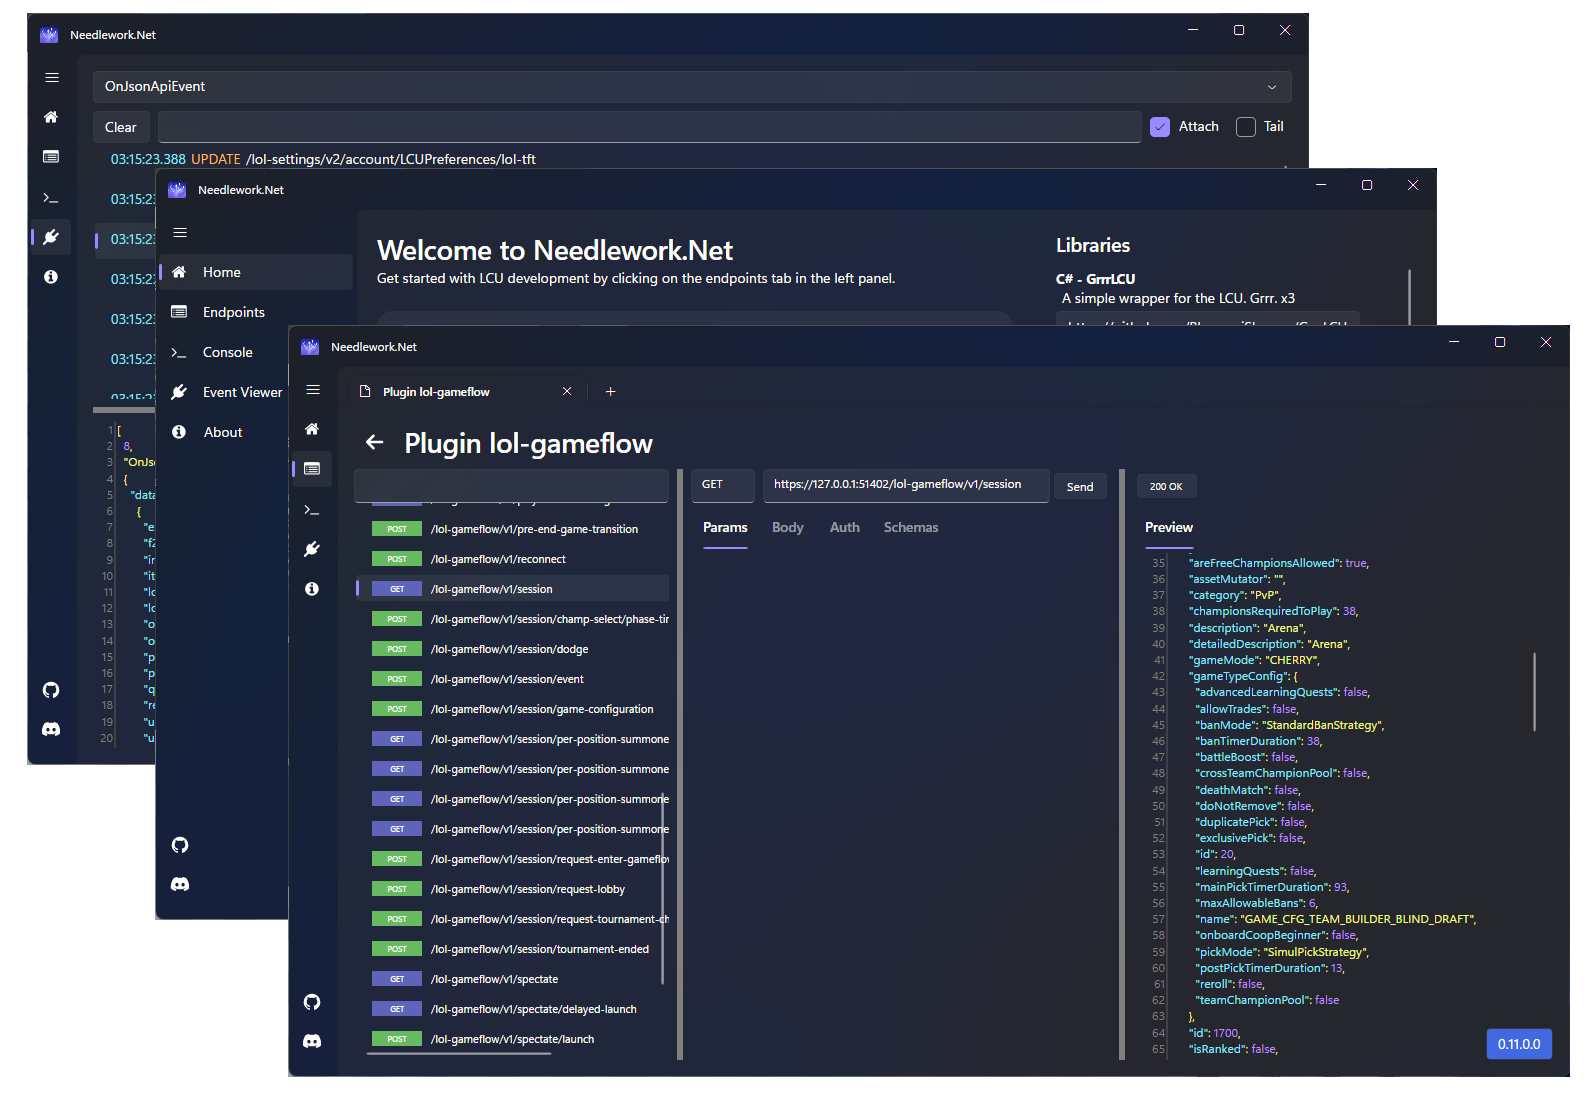 Needlework.Net
OnJsonApiEvent
Clear
Attach
Tail
03:15:23.388 UPDATE /lol-settings/v2/account/LCUPreferences/lol-tft
03:15:23
03:15:23
03:15:23
03:15:23
03:15:23
1 [
2 8,
3 "OnJs
4 {
5 "data
6 {
7 "e
8 "f2
9 "ir
10 "it
11 "lc
12 "lc
13 "o
14 "o
15 "p
16 "p
17 "q
18 "re
19 "u
20 "u
Needlework.Net
Home
Endpoints
Console
Event Viewer
About
Welcome to Needlework.Net
Get started with LCU development by clicking on the endpoints tab in the left panel.
Libraries
C# - GrrrLCU
A simple wrapper for the LCU. Grrr. x3
Needlework.Net
Plugin lol-gameflow
Plugin lol-gameflow
POST /lol-gameflow/v1/pre-end-game-transition
POST /lol-gameflow/v1/reconnect
GET /lol-gameflow/v1/session
POST /lol-gameflow/v1/session/champ-select/phase-tir
POST /lol-gameflow/v1/session/dodge
POST /lol-gameflow/v1/session/event
POST /lol-gameflow/v1/session/game-configuration
GET /lol-gameflow/v1/session/per-position-summone
GET /lol-gameflow/v1/session/per-position-summone
GET /lol-gameflow/v1/session/per-position-summone
GET /lol-gameflow/v1/session/per-position-summone
POST /lol-gameflow/v1/session/request-enter-gameflow
POST /lol-gameflow/v1/session/request-lobby
POST /lol-gameflow/v1/session/request-tournament-ch
POST /lol-gameflow/v1/session/tournament-ended
GET /lol-gameflow/v1/spectate
GET /lol-gameflow/v1/spectate/delayed-launch
POST /lol-gameflow/v1/spectate/launch
GET
https://127.0.0.1:51402/lol-gameflow/v1/session
Send
Params
Body
Auth
Schemas
200 OK
Preview
35 "areFreeChampionsAllowed": true,
36 "assetMutator": "",
37 "category": "PvP",
38 "championsRequiredToPlay": 38,
39 "description": "Arena",
40 "detailedDescription": "Arena",
41 "gameMode": "CHERRY",
42 "gameTypeConfig": {
43 "advancedLearningQuests": false,
44 "allowTrades": false,
45 "banMode": "StandardBanStrategy",
46 "banTimerDuration": 38,
47 "battleBoost": false,
48 "crossTeamChampionPool": false,
49 "deathMatch": false,
50 "doNotRemove": false,
51 "duplicatePick": false,
52 "exclusivePick": false,
53 "id": 20,
54 "learningQuests": false,
55 "mainPickTimerDuration": 93,
56 "maxAllowableBans": 6,
57 "name": "GAME_CFG_TEAM_BUILDER_BLIND_DRAFT",
58 "onboardCoopBeginner": false,
59 "pickMode": "SimulPickStrategy",
60 "postPickTimerDuration": 13,
61 "reroll": false,
62 "teamChampionPool": false
63 },
64 "id": 1700,
65 "isRanked": false,
0.11.0.0